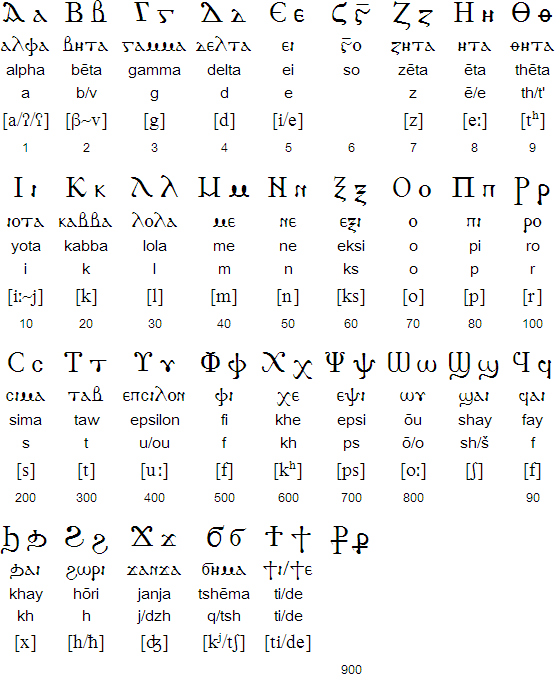 Ⲁ ⲁ Ⲃ ⲃ Ⲅ ⲅ Ⲇ ⲇ Ⲉ ⲉ Ⲋ ⲋ Ⲍ ⲍ Ⲏ ⲏ Ⲑ ⲑ
ⲁⲗⲫⲁ ⲃⲏⲧⲁ ⲅⲁⲙⲙⲁ ⲇⲉⲗⲧⲁ ⲉⲓ ⲋ̅ⲟ ⲍⲏⲧⲁ ⲏⲧⲁ ⲑⲏⲧⲁ
alpha bēta gamma delta ei so zēta ēta thēta
a b/v g d e z ē/e th/t'
[a/ʔ/ʕ] [β~v] [g] [d] [i/e] [z] [eː] [tʰ]
1 2 3 4 5 6 7 8 9
Ⲓ ⲓ Ⲕ ⲕ Ⲗ ⲗ Ⲙ ⲙ Ⲛ ⲛ Ⲝ ⲝ Ⲟ ⲟ Ⲡ ⲡ Ⲣ ⲣ
ⲓⲟⲧⲁ ⲕⲁⲃⲃⲁ ⲗⲟⲗⲁ ⲙⲉ ⲛⲉ ⲉⲝⲓ ⲟ ⲡⲓ ⲣⲟ
yota kabba lola me ne eksi o pi ro
i k l m n ks o p r
[iː~j] [k] [l] [m] [n] [ks] [o] [p] [r]
10 20 30 40 50 60 70 80 100
Ⲥ ⲥ Ⲧ ⲧ Ⲩ ⲩ Ⲫ ⲫ Ⲭ ⲭ Ⲯ ⲯ Ⲱ ⲱ Ϣ ϣ Ϥ ϥ
ⲥⲓⲙⲁ ⲧⲁⲃ ⲉⲡⲥⲓⲗⲟⲛ ⲫⲓ ⲭⲉ ⲉⲯⲓ ⲱⲩ ϣⲁⲓ ϥⲁⲓ
sima taw epsilon fi khe epsi ōu shay fay
s t u/ou f kh ps ō/o sh/š f
[s] [t] [uː] [f] [kʰ] [ps] [oː] [ʃ] [f]
200 300 400 500 600 700 800 90
Ϧ ϧ Ϩ ϩ Ϫ ϫ Ϭ ϭ Ϯ ϯ Ⳁ ⳁ
ϧⲁⲓ ϩⲱⲣⲓ ϫⲁⲛϫⲁ ϭⲏⲙⲁ ϯⲓ/ϯⲉ
khay hōri janja tshēma ti/de
kh h j/dzh q/tsh ti/de
[x] [h/ħ] [ʤ] [kʲ/tʃ] [ti/de]
900